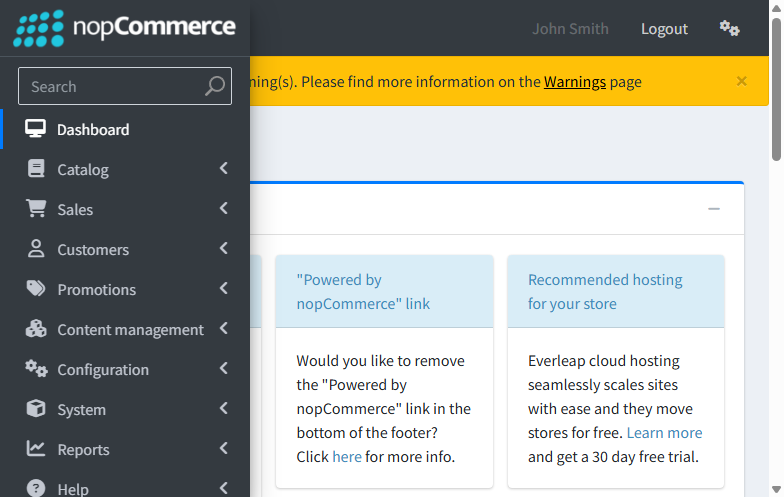 nopCommerce
John Smith
Logout
Search
ning(s). Please find more information on the Warnings page
Dashboard
Catalog
Sales
Customers
Promotions
Content management
Configuration
System
Reports
Help
"Powered by
nopCommerce" link
Would you like to remove
the "Powered by
nopCommerce" link in the
bottom of the footer?
Click here for more info.
Recommended hosting
for your store
Everleap cloud hosting
seamlessly scales sites
with ease and they move
stores for free. Learn more
and get a 30 day free trial.